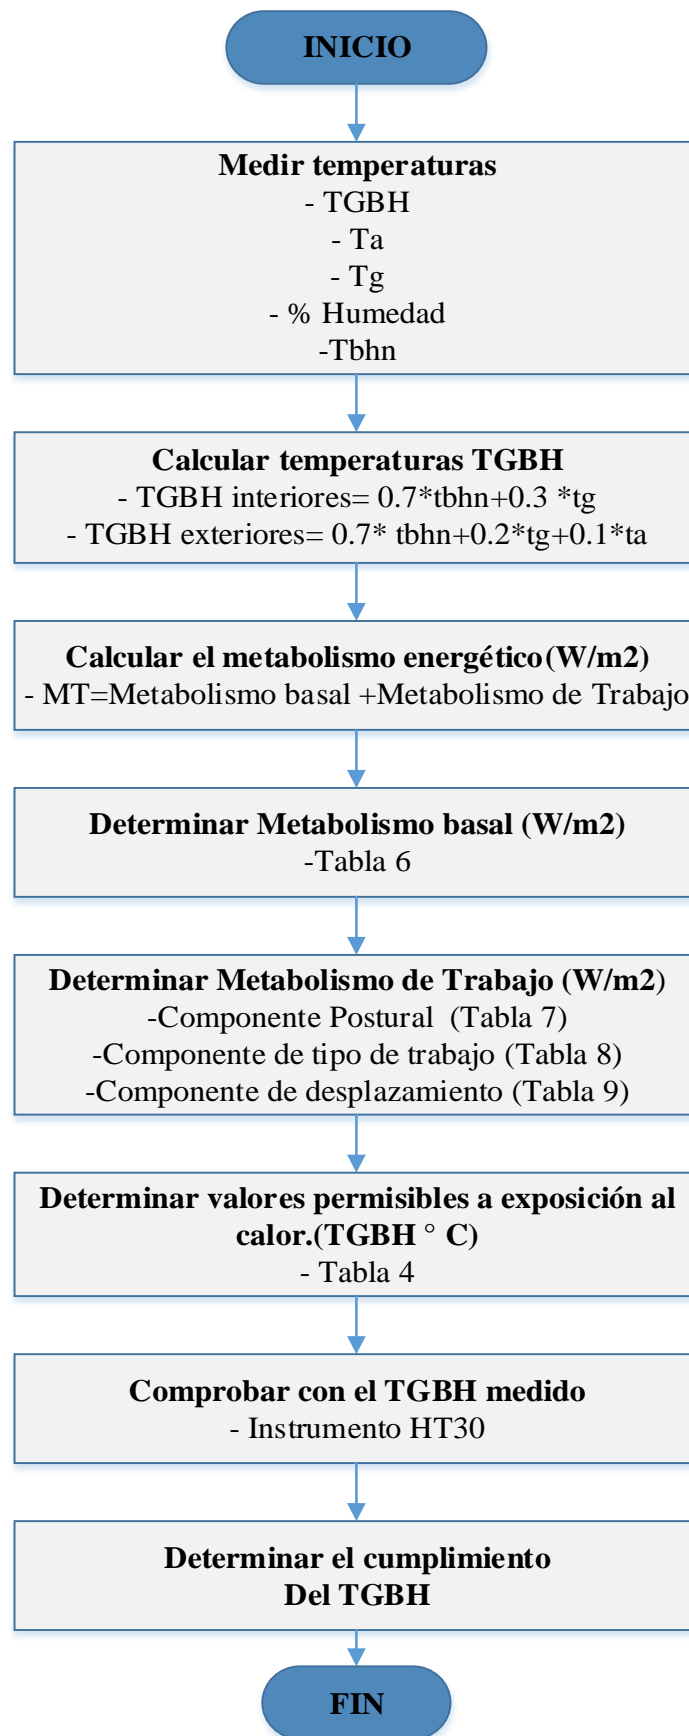 INICIO
Medir temperaturas
- TGBH
- Ta
- Tg
- % Humedad
-Tbhn
Calcular temperaturas TGBH
- TGBH interiores= 0.7*tbhn+0.3 *tg
- TGBH exteriores= 0.7* tbhn+0.2*tg+0.1*ta
Calcular el metabolismo energético(W/m2)
- MT=Metabolismo basal +Metabolismo de Trabajo
Determinar Metabolismo basal (W/m2)
-Tabla 6
Determinar Metabolismo de Trabajo (W/m2)
-Componente Postural (Tabla 7)
-Componente de tipo de trabajo (Tabla 8)
-Componente de desplazamiento (Tabla 9)
Determinar valores permisibles a exposición al
calor.(TGBH ° C)
- Tabla 4
Comprobar con el TGBH medido
- Instrumento HT30
Determinar el cumplimiento
Del TGBH
FIN